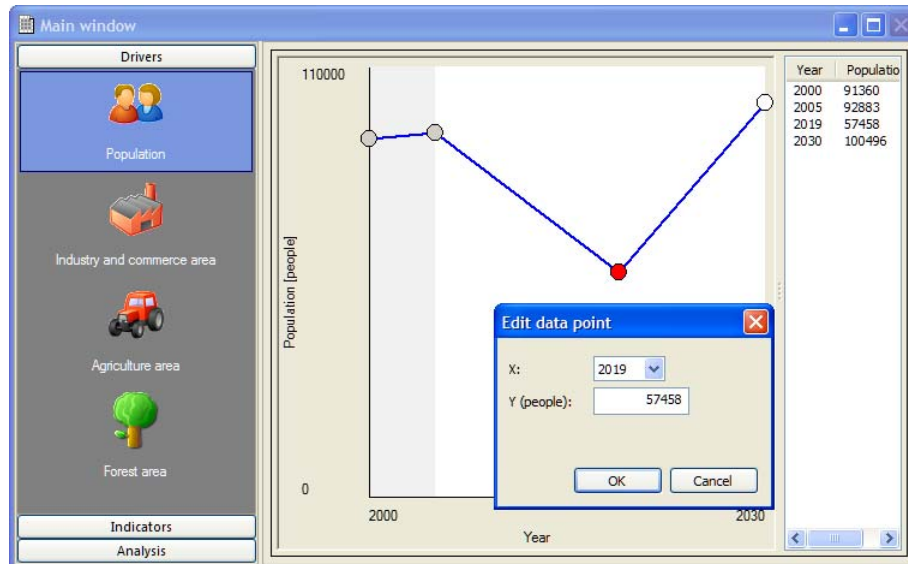 Main window
Drivers
Population
Industry and commerce area
Agriculture area
Forest area
Indicators
Analysis
110000
Population [people]
0
2000
2030
Year
Edit data point
X:
2019
Y (people):
57458
OK
Cancel
Year Populatio
2000 91360
2005 92883
2019 57458
2030 100496